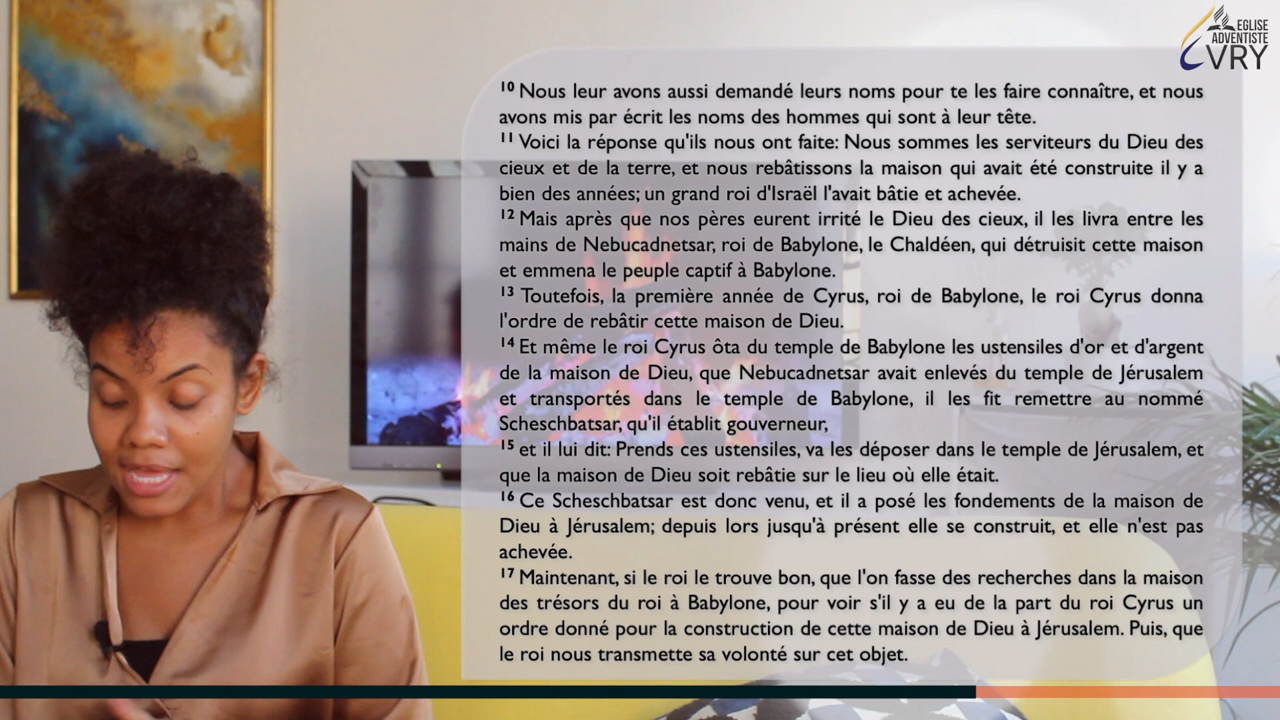 EGLISE
ADVENTISTE
VRY
10 Nous leur avons aussi demandé leurs noms pour te les faire connaître, et nous
avons mis par écrit les noms des hommes qui sont à leur tête.
11 Voici la réponse qu'ils nous ont faite: Nous sommes les serviteurs du Dieu des
cieux et de la terre, et nous rebâtissons la maison qui avait été construite il y a
bien des années; un grand roi d'Israël l'avait bâtie et achevée.
12 Mais après que nos pères eurent irrité le Dieu des cieux, il les livra entre les
mains de Nebucadnetsar, roi de Babylone, le Chaldéen, qui détruisit cette maison
et emmena le peuple captif à Babylone.
13 Toutefois, la première année de Cyrus, roi de Babylone, le roi Cyrus donna
l'ordre de rebâtir cette maison de Dieu.
14 Et même le roi Cyrus ôta du temple de Babylone les ustensiles d'or et d'argent
de la maison de Dieu, que Nebucadnetsar avait enlevés du temple de Jérusalem
et transportés dans le temple de Babylone, il les fit remettre au nommé
Scheschbatsar, qu'il établit gouverneur,
15 et il lui dit: Prends ces ustensiles, va les déposer dans le temple de Jérusalem, et
que la maison de Dieu soit rebâtie sur le lieu où elle était.
16 Ce Scheschbatsar est donc venu, et il a posé les fondements de la maison de
Dieu à Jérusalem; depuis lors jusqu'à présent elle se construit, et elle n'est pas
achevée.
17 Maintenant, si le roi le trouve bon, que l'on fasse des recherches dans la maison
des trésors du roi à Babylone, pour voir s'il y a eu de la part du roi Cyrus un
ordre donné pour la construction de cette maison de Dieu à Jérusalem. Puis, que
le roi nous transmette sa volonté sur cet objet.